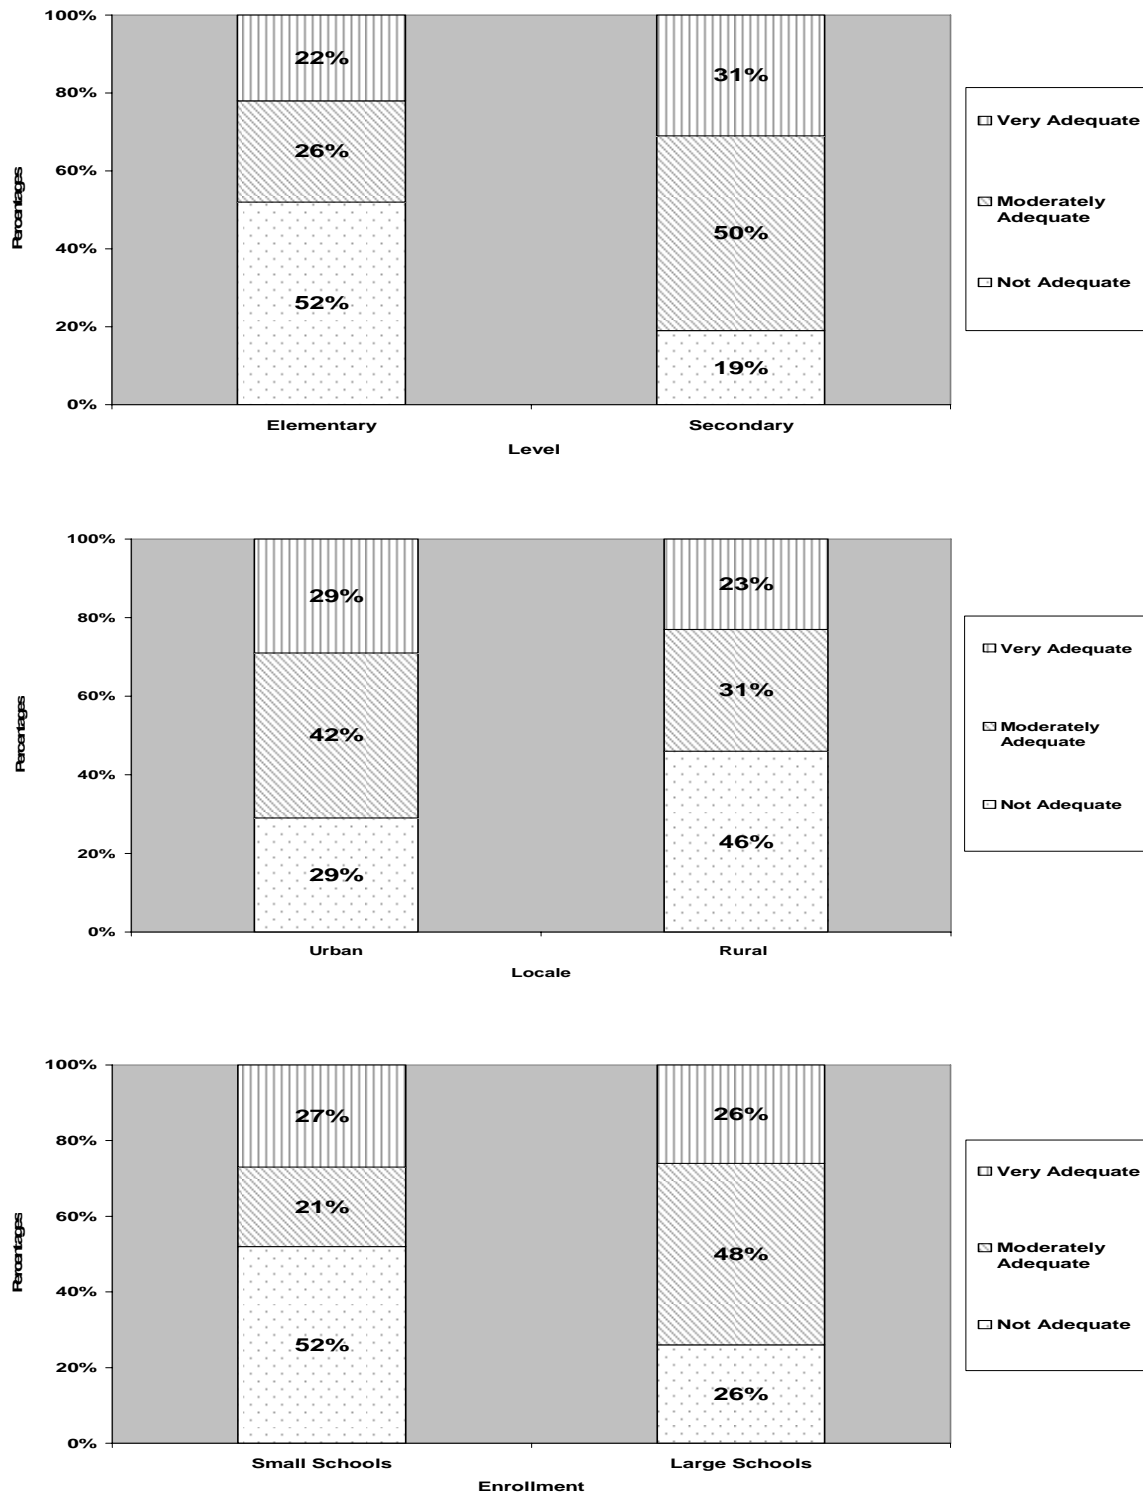 100%
80%
60%
40%
20%
0%
Percentages
22%
26%
52%
31%
50%
19%
Elementary
Secondary
Level
Very Adequate
Moderately
Adequate
Not Adequate
100%
80%
60%
40%
20%
0%
Percentages
29%
42%
29%
23%
31%
46%
Urban
Rural
Locale
Very Adequate
Moderately
Adequate
Not Adequate
100%
80%
60%
40%
20%
0%
Percentages
27%
21%
52%
26%
48%
26%
Small Schools
Large Schools
Enrollment
Very Adequate
Moderately
Adequate
Not Adequate